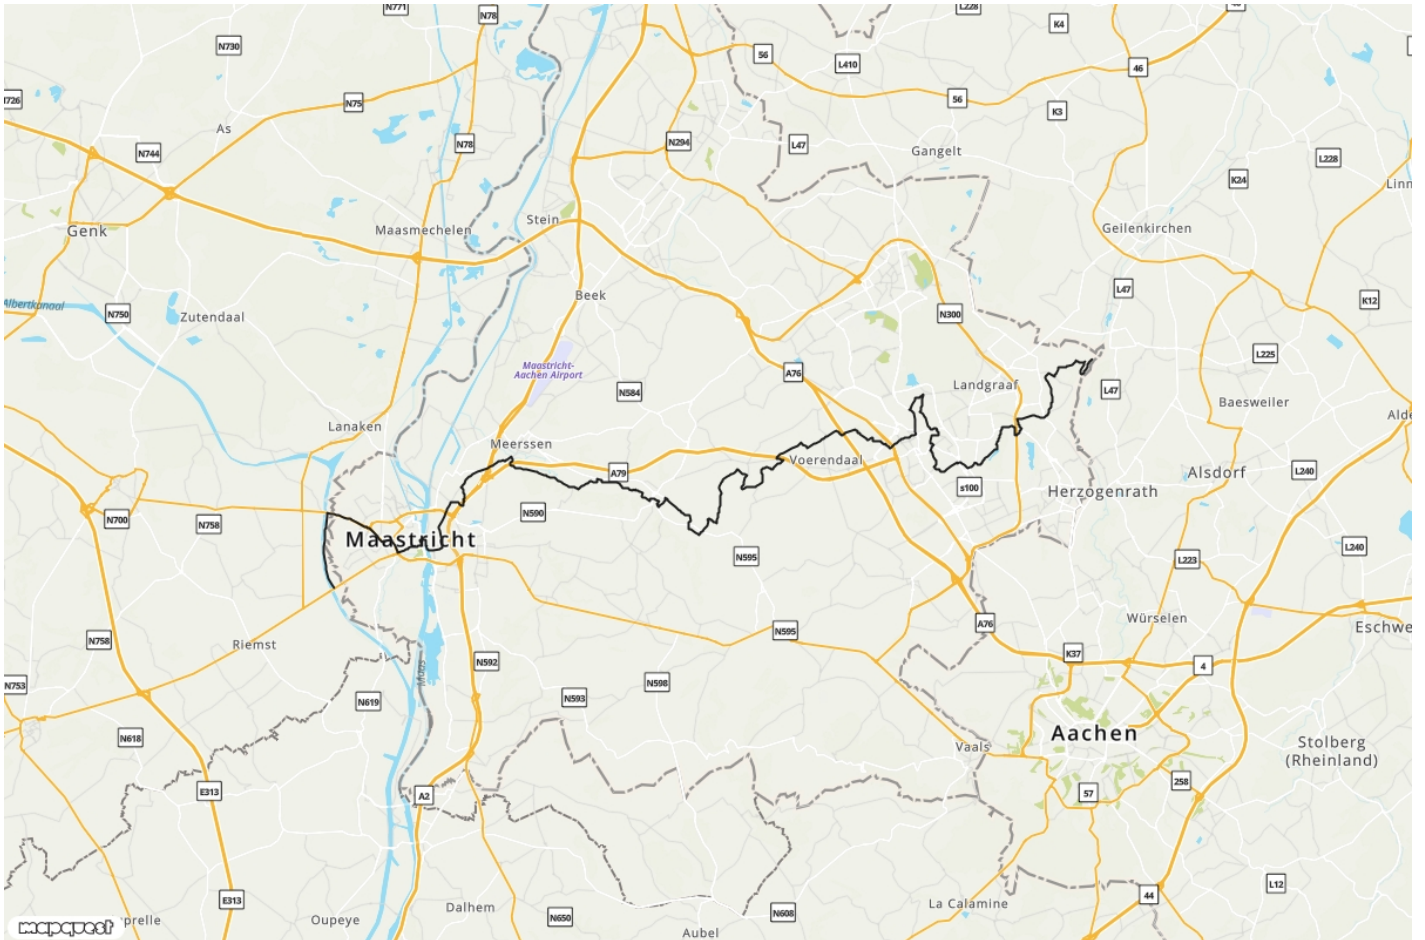 N771
N78
L228
K4
N730
56
L410
46
N726
N75
56
K3
As
N78
N294
L47
Gangelt
N744
L228
K24
Linn
Stein
Genk
Maasmechelen
Geilenkirchen
L47
Albertkanaal
N750
Zutendaal
Beek
N300
K12
Maastricht-
Aachen Airport
A76
L225
N584
Landgraaf
L47
Baesweiler
Alde
Lanaken
Meerssen
A79
Voerendaal
Alsdorf
L240
s100
Herzogenrath
N700
N758
N590
Maastricht
N595
L223
L240
A76
Würselen
Eschwe
N758
Riemst
N595
N592
K37
4
Maas
N753
N619
N593
N598
N618
Aachen
Vaals
Stolberg
(Rheinland)
E313
A2
57
258
E313
Dalhem
N650
N608
La Calamine
44
L12
mapquest
prelle
Oupeye
Aubel